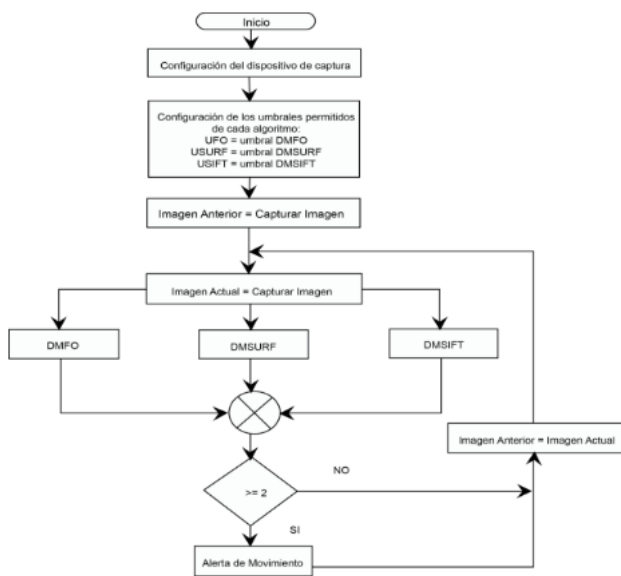 Inicio
Configuración del dispositivo de captura
Configuración de los umbrales permitidos
de cada algoritmo:
UFO = umbral DMFO
USURF = umbral DMSURF
USIFT = umbral DMSIFT
Imagen Anterior = Capturar Imagen
Imagen Actual = Capturar Imagen
DMFO
DMSURF
DMSIFT
Imagen Anterior = Imagen Actual
>= 2
NO
SI
Alerta de Movimiento